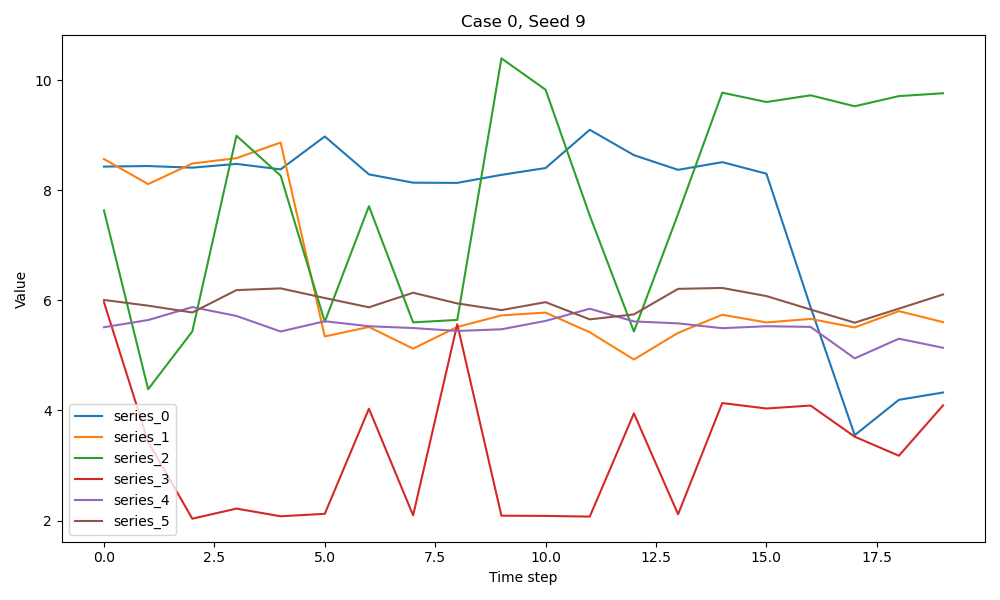 Case 0, Seed 9
Value
10
8
6
4
2
series_0
series_1
series_2
series_3
series_4
series_5
0.0 2.5 5.0 7.5 10.0 12.5 15.0 17.5
Time step